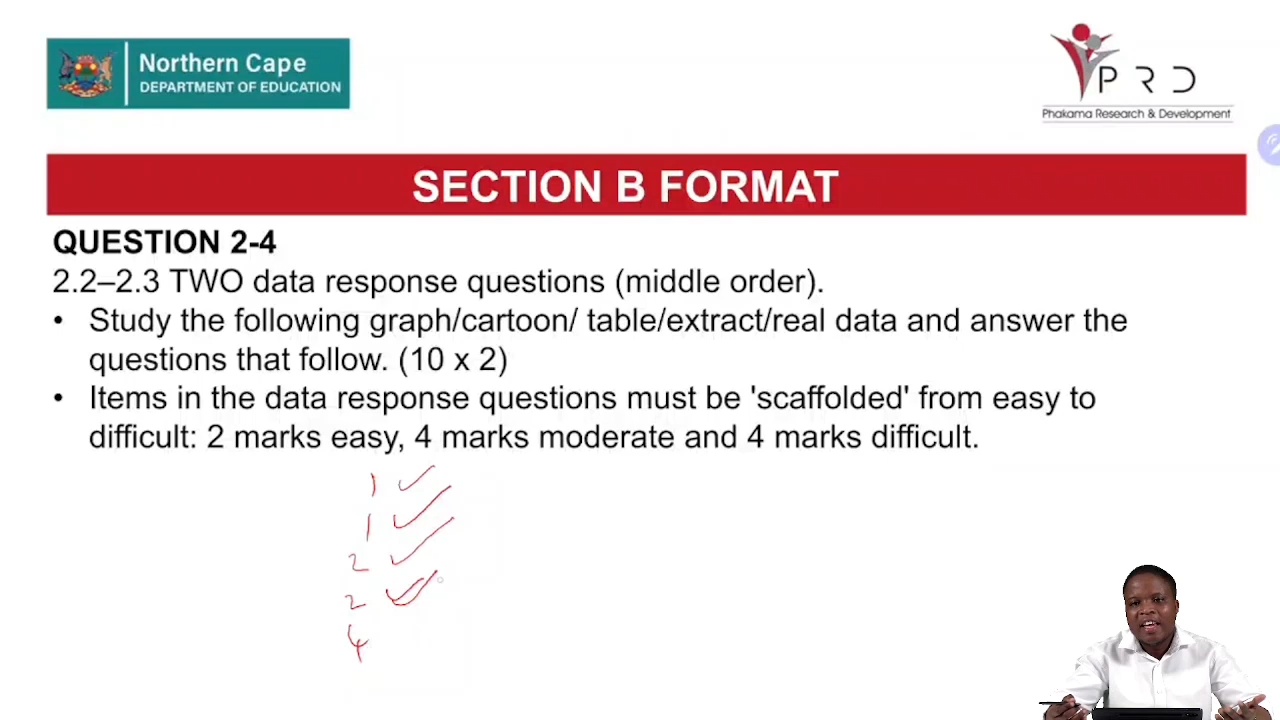 Northern Cape
DEPARTMENT OF EDUCATION
PRD
Phakama Research & Development
SECTION B FORMAT
QUESTION 2-4
2.2–2.3 TWO data response questions (middle order).
• Study the following graph/cartoon/ table/extract/real data and answer the
questions that follow. (10 x 2)
• Items in the data response questions must be 'scaffolded' from easy to
difficult: 2 marks easy, 4 marks moderate and 4 marks difficult.
1 ✓
1 ✓
2 ✓
2 ✓
4